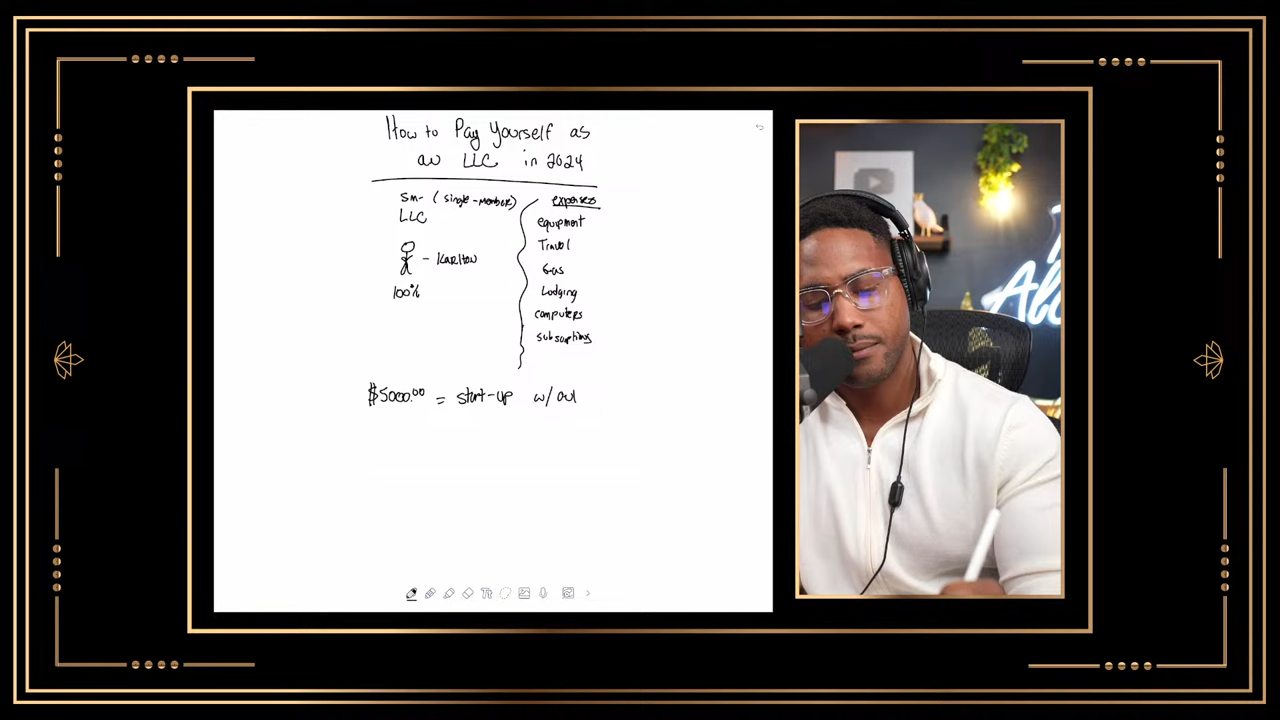 How to Pay Yourself as
an LLC in 2024
Sm- (single-member)
LLC
- Karlton
100%
expenses
equipment
Travel
Gas
Lodging
computers
subscriptions
$5000.00 = start-up w/